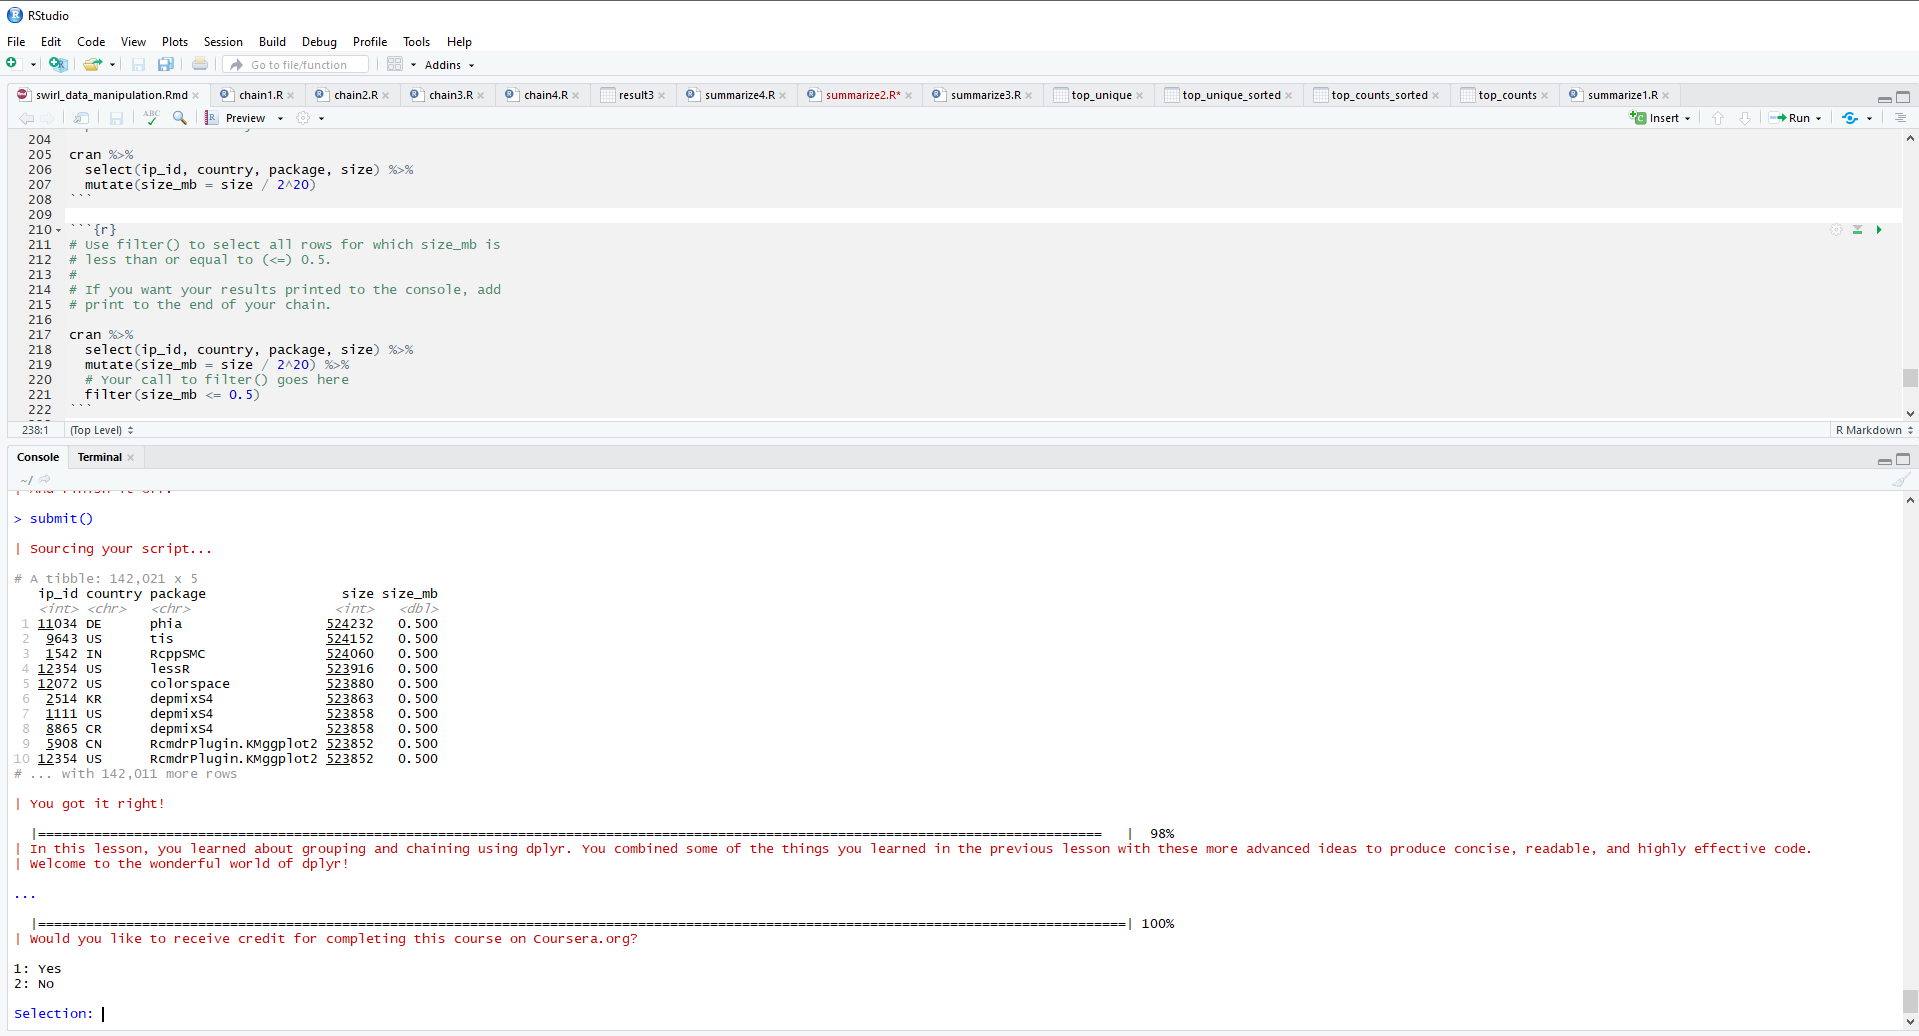 RStudio
File Edit Code View Plots Session Build Debug Profile Tools Help
Go to file/function Addins
swirl_data_manipulation.Rmd chain1.R chain2.R chain3.R chain4.R result3 summarize4.R summarize2.R* summarize3.R top_unique top_unique_sorted top_counts_sorted top_counts summarize1.R
ABC Preview Insert Run
204
205 cran %>%
206 select(ip_id, country, package, size) %>%
207 mutate(size_mb = size / 2^20)
208 ```
209
210 ```{r}
211 # Use filter() to select all rows for which size_mb is
212 # less than or equal to (<=) 0.5.
213 #
214 # If you want your results printed to the console, add
215 # print to the end of your chain.
216
217 cran %>%
218 select(ip_id, country, package, size) %>%
219 mutate(size_mb = size / 2^20) %>%
220 # Your call to filter() goes here
221 filter(size_mb <= 0.5)
222 ```
238:1 (Top Level) R Markdown
Console Terminal
~/
> submit()
| Sourcing your script...
# A tibble: 142,021 x 5
ip_id country package size size_mb
<int> <chr> <chr> <int> <dbl>
1 11034 DE phia 524232 0.500
2 9643 US tis 524152 0.500
3 1542 IN RcppSMC 524060 0.500
4 12354 US lessR 523916 0.500
5 12072 US colorspace 523880 0.500
6 2514 KR depmixS4 523863 0.500
7 1111 US depmixS4 523858 0.500
8 8865 CR depmixS4 523858 0.500
9 5908 CN RcmdrPlugin.KMggplot2 523852 0.500
10 12354 US RcmdrPlugin.KMggplot2 523852 0.500
# ... with 142,011 more rows
| You got it right!
98%
| In this lesson, you learned about grouping and chaining using dplyr. You combined some of the things you learned in the previous lesson with these more advanced ideas to produce concise, readable, and highly effective code.
| Welcome to the wonderful world of dplyr!
...
100%
| Would you like to receive credit for completing this course on Coursera.org?
1: Yes
2: No
Selection: